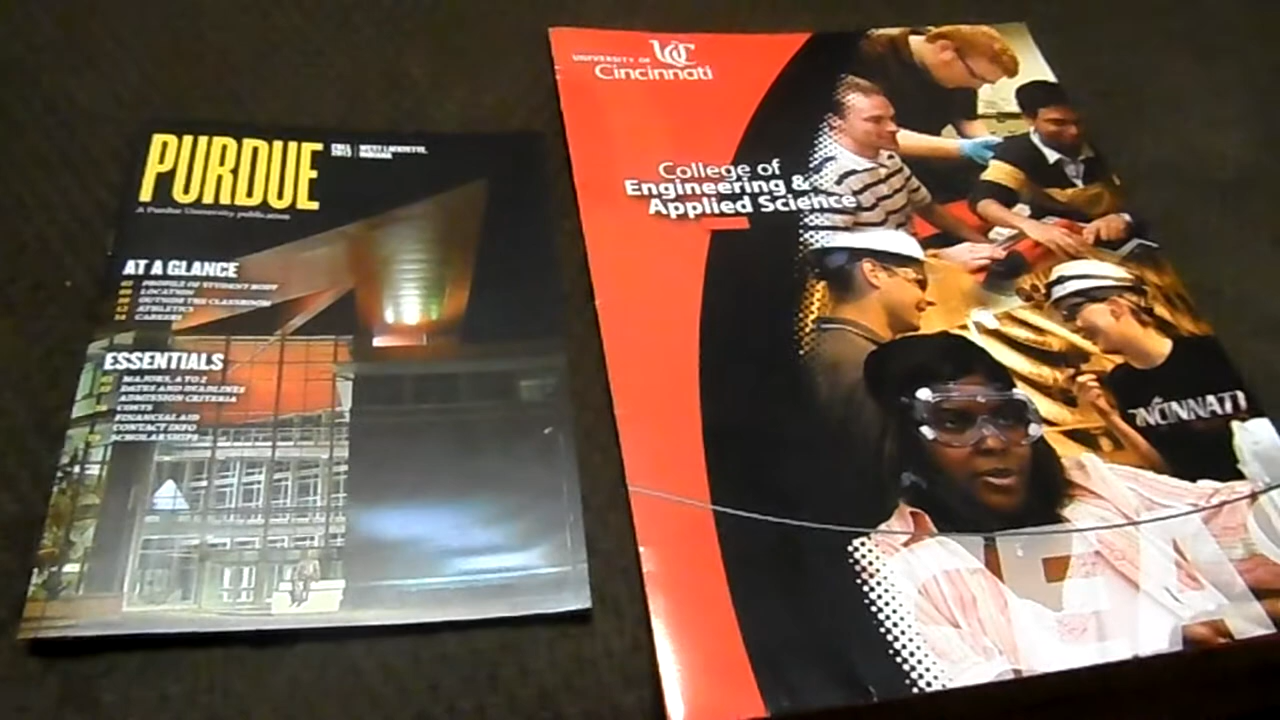 PURDUE
FALL 2012
WEST LAFAYETTE, INDIANA
A Purdue University publication
AT A GLANCE
PROFILE OF STUDENT BODY
LOCATION
OUTSIDE THE CLASSROOM
ATHLETICS
CAREERS
ESSENTIALS
MAJORS, A TO Z
DATES AND DEADLINES
ADMISSION CRITERIA
COSTS
FINANCIAL AID
CONTACT INFO
SCHOLARSHIPS
UC
UNIVERSITY OF
Cincinnati
College of
Engineering &
Applied Science
CINCINNATI